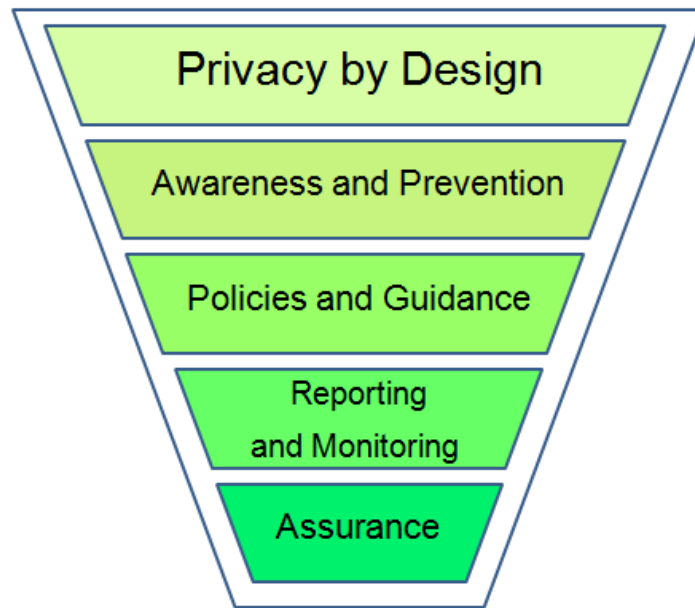 Privacy by Design
Awareness and Prevention
Policies and Guidance
Reporting
and Monitoring
Assurance